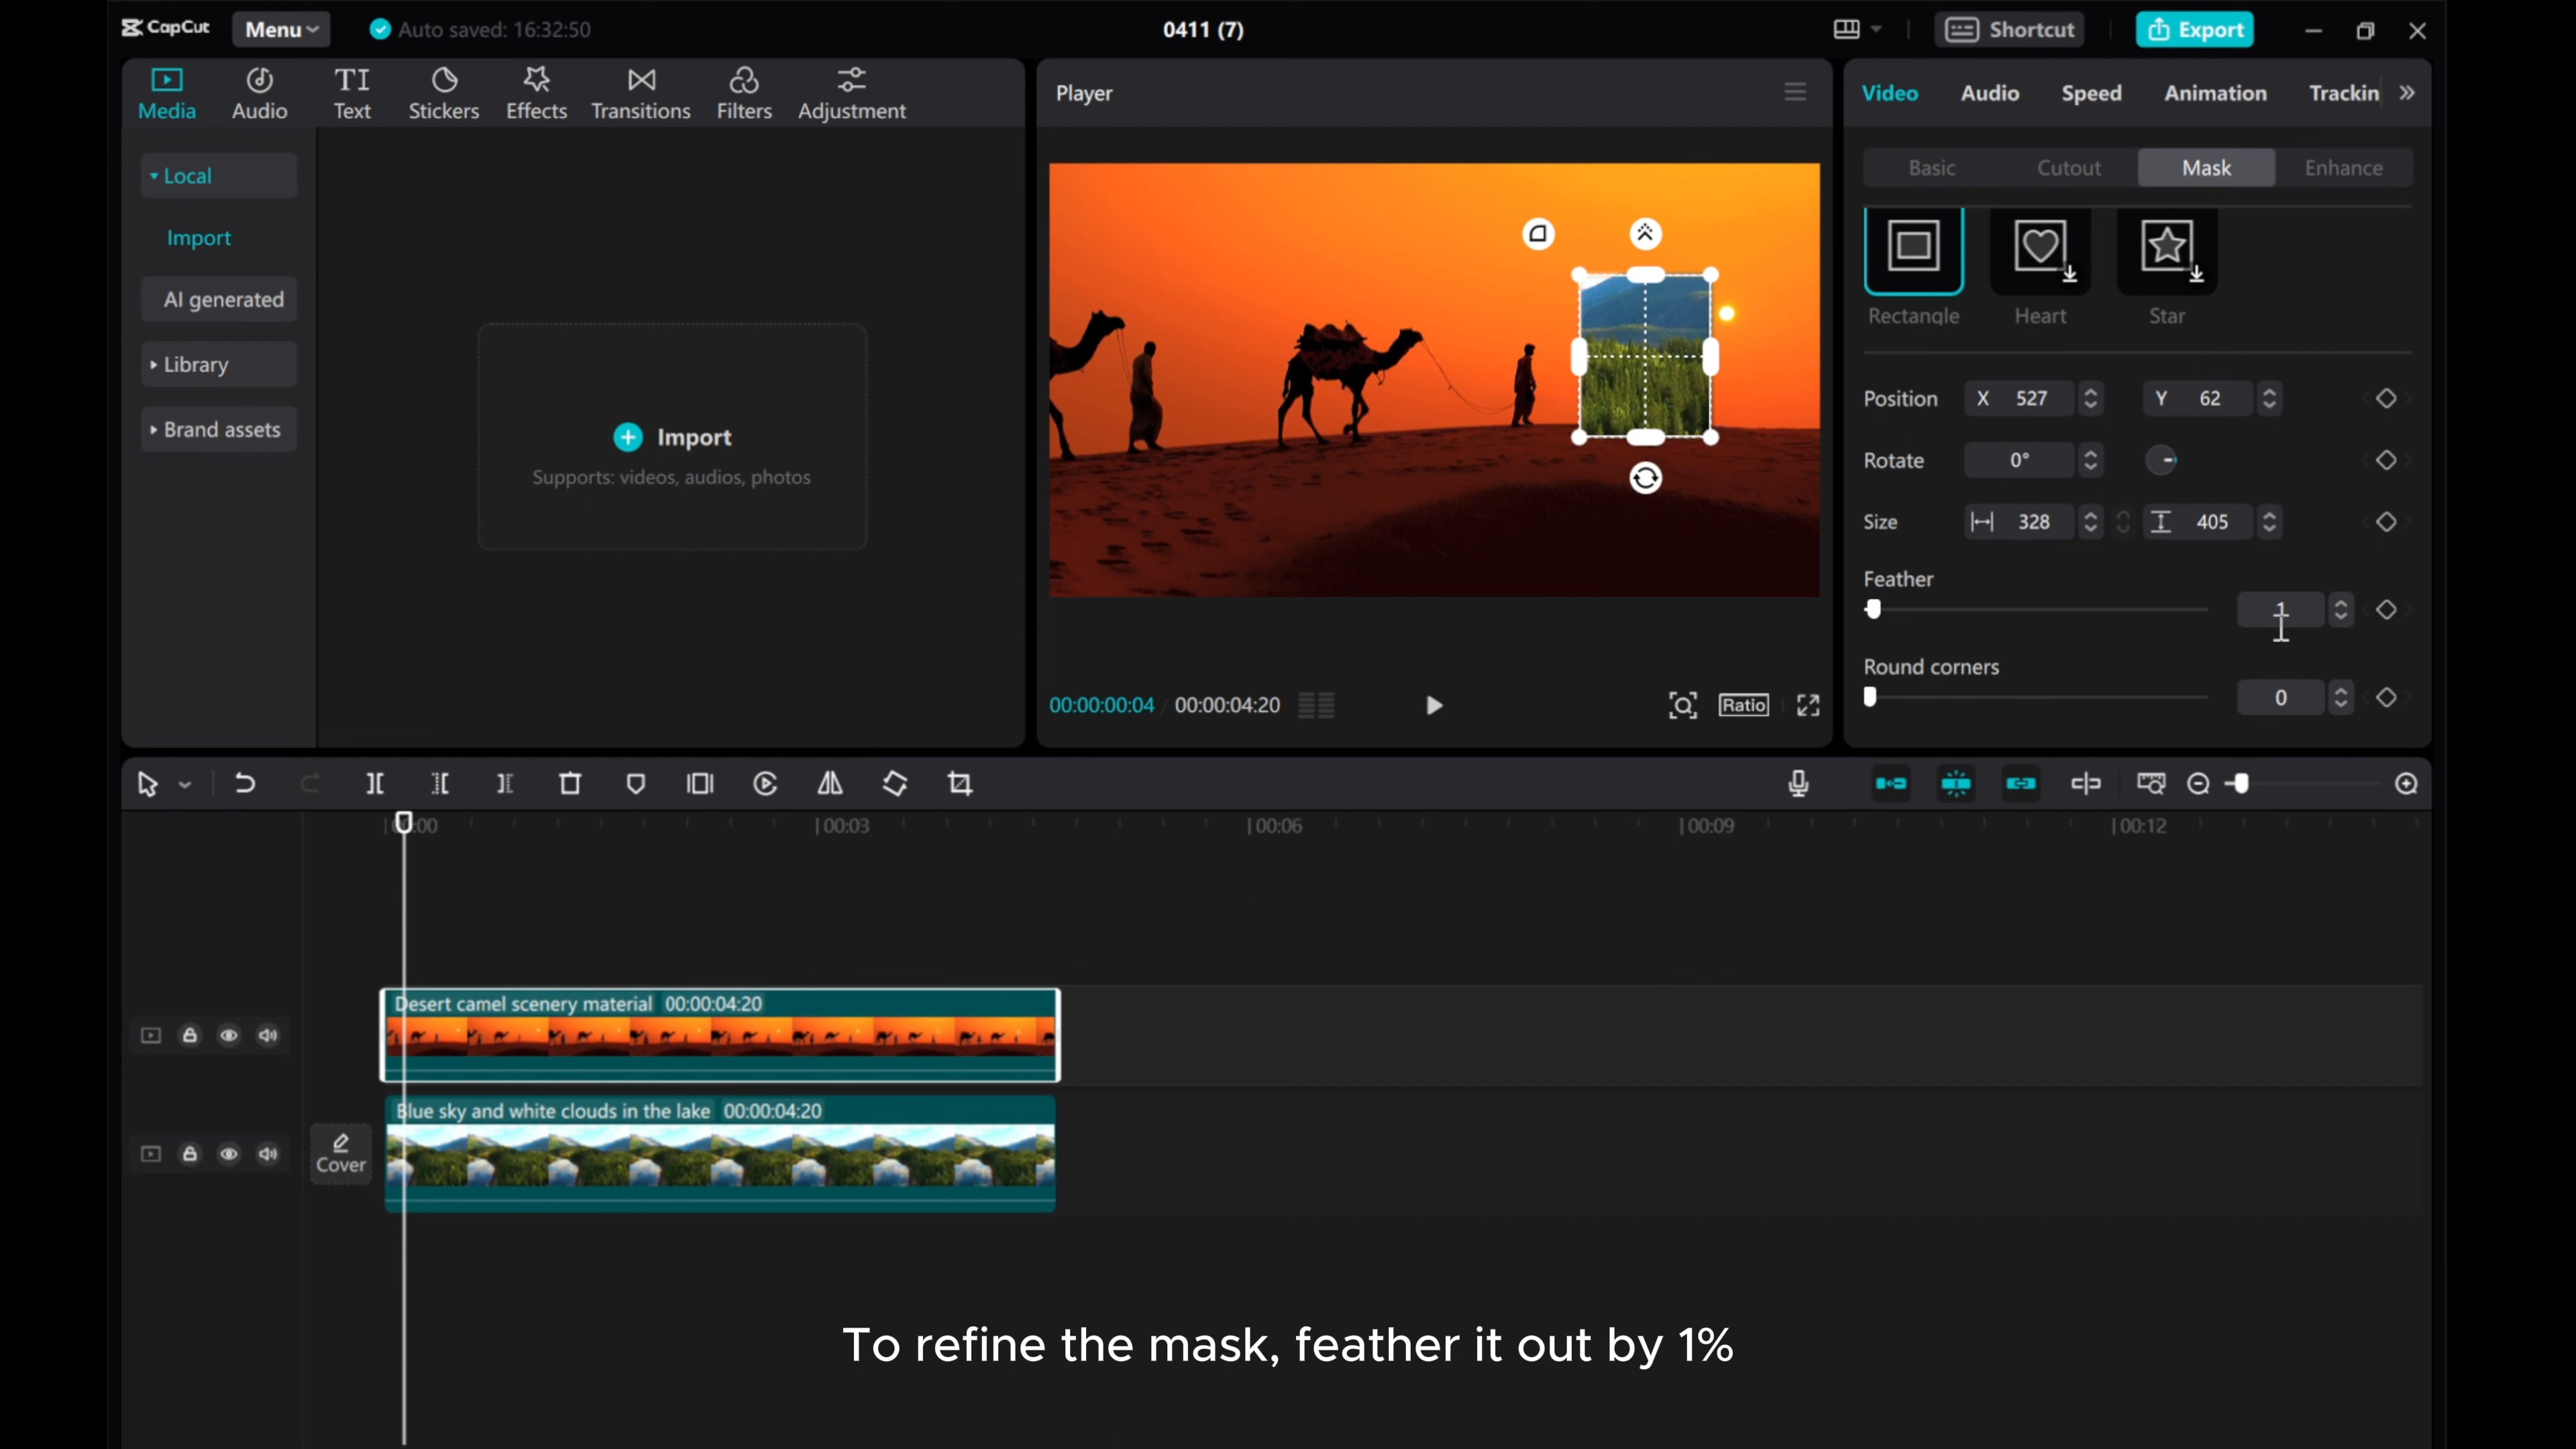 CapCut
Menu
Auto saved: 16:32:50
0411 (7)
Shortcut
Export
Media
Audio
TI
Text
Stickers
Effects
Transitions
Filters
Adjustment
Local
Import
AI generated
Library
Brand assets
Import
Supports: videos, audios, photos
Player
00:00:00:04 / 00:00:04:20
Ratio
Video
Audio
Speed
Animation
Trackin
Basic
Cutout
Mask
Enhance
Rectangle
Heart
Star
Position
X 527
Y 62
Rotate
0°
Size
328
405
Feather
1
Round corners
0
00:03
00:06
00:09
00:12
Desert camel scenery material 00:00:04:20
Cover
Blue sky and white clouds in the lake 00:00:04:20
To refine the mask, feather it out by 1%